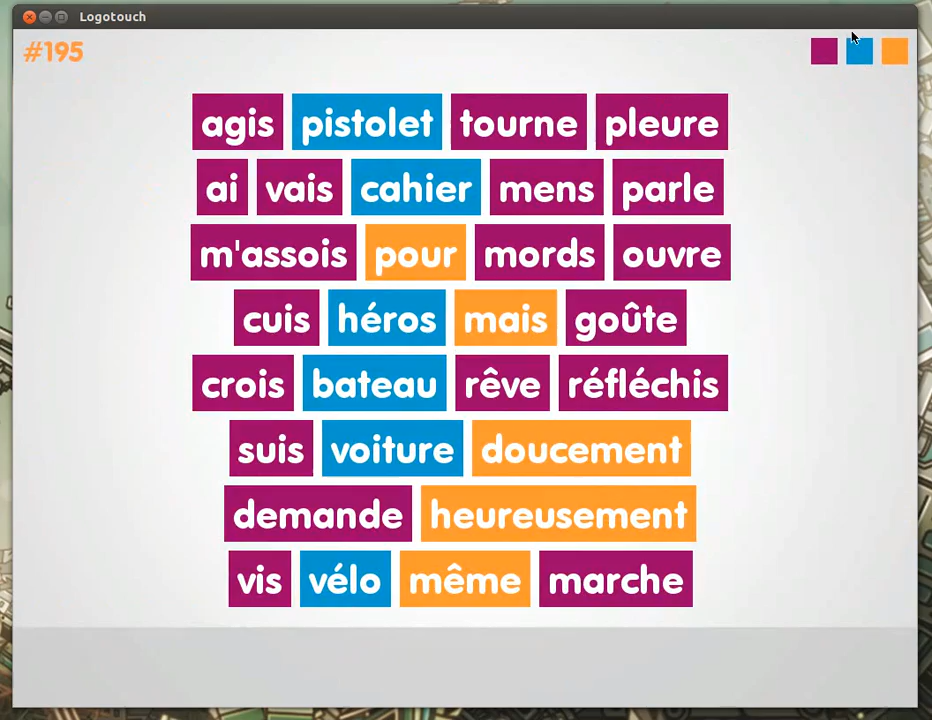 Logotouch
#195
agis pistolet tourne pleure
ai vais cahier mens parle
m'assois pour mords ouvre
cuis héros mais goûte
crois bateau rêve réfléchis
suis voiture doucement
demande heureusement
vis vélo même marche